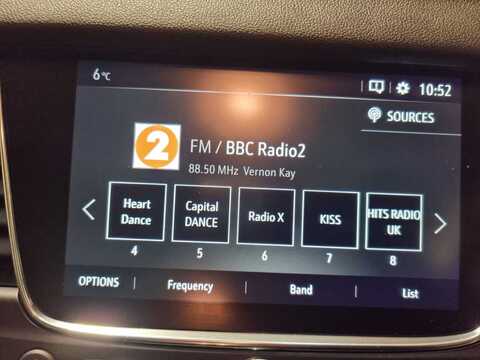 6°C
10:52
SOURCES
2
FM / BBC Radio2
88.50 MHz Vernon Kay
Heart Dance
Capital DANCE
Radio X
KISS
HITS RADIO UK
4 5 6 7 8
OPTIONS | Frequency | Band | List